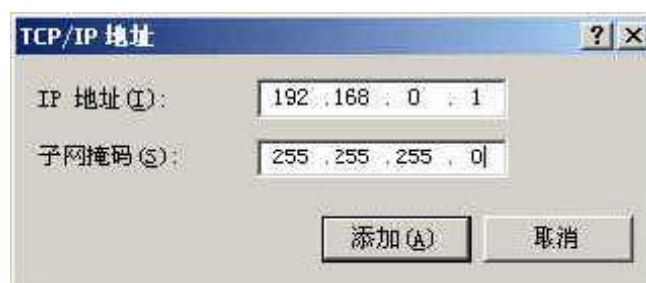 TCP/IP 地址
IP 地址(I):
192 .168 . 0 . 1
子网掩码(S):
255 .255 .255 . 0
添加(A)
取消